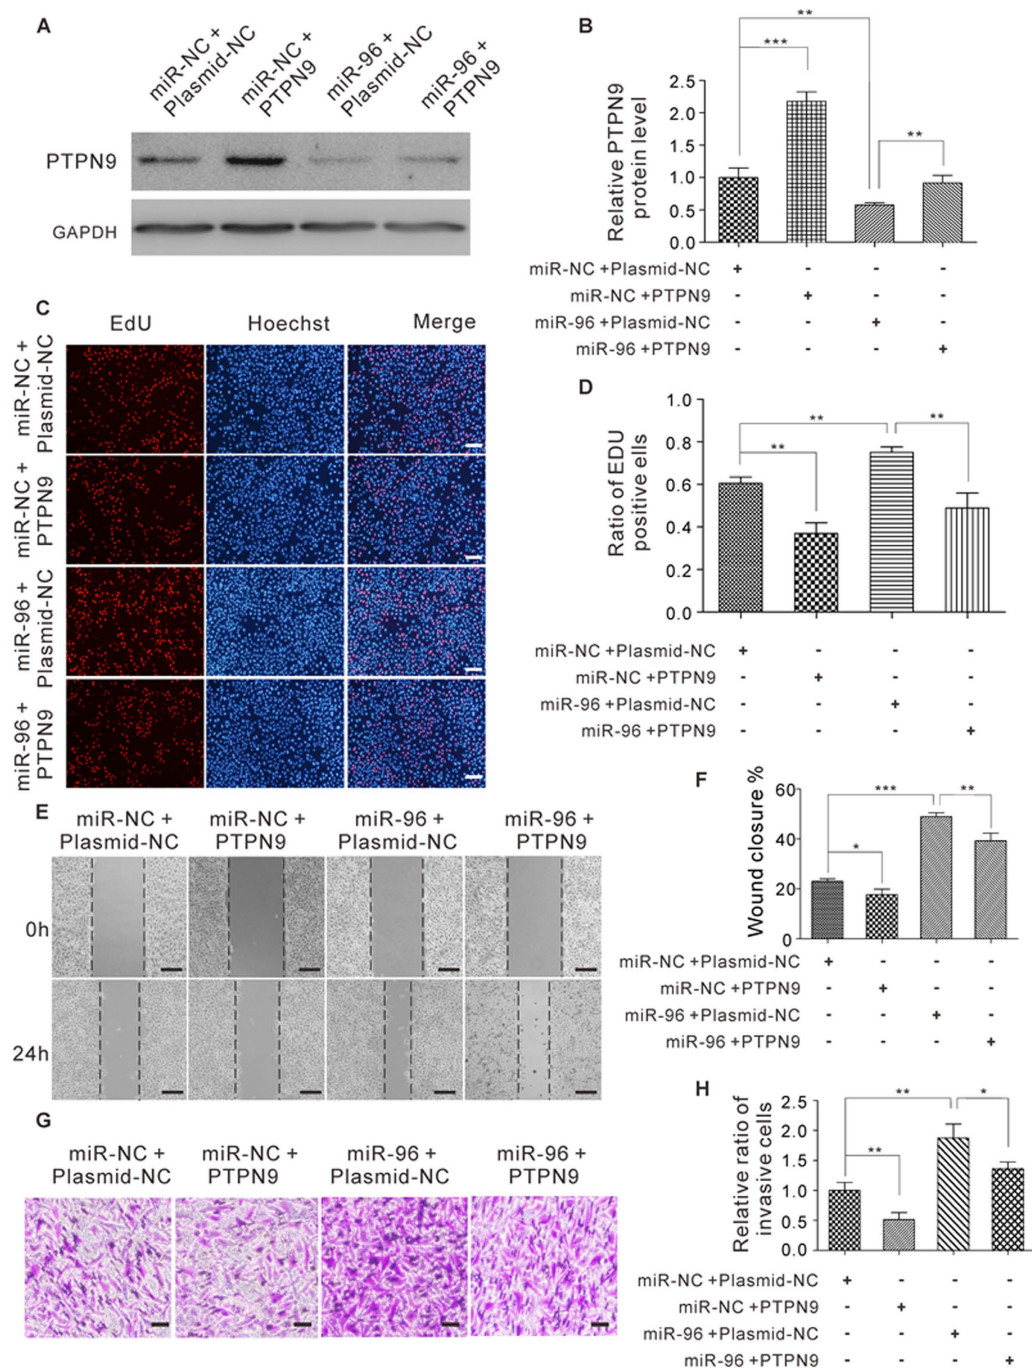 A
miR-NC +
Plasmid-NC
miR-NC +
PTPN9
miR-96 +
Plasmid-NC
miR-96 +
PTPN9
PTPN9
GAPDH
B
**
***
**
Relative PTPN9
protein level
2.5
2.0
1.5
1.0
0.5
0.0
miR-NC +Plasmid-NC + - - -
miR-NC +PTPN9 - + - -
miR-96 +Plasmid-NC - - + -
miR-96 +PTPN9 - - - +
C
EdU Hoechst Merge
miR-NC +
Plasmid-NC
miR-NC +
PTPN9
miR-96 +
Plasmid-NC
miR-96 +
PTPN9
D
** **
**
Ratio of EDU
positive ells
1.0
0.8
0.6
0.4
0.2
0.0
miR-NC +Plasmid-NC + - - -
miR-NC +PTPN9 - + - -
miR-96 +Plasmid-NC - - + -
miR-96 +PTPN9 - - - +
E
miR-NC +
Plasmid-NC
miR-NC +
PTPN9
miR-96 +
Plasmid-NC
miR-96 +
PTPN9
0h
24h
F
*** **
*
Wound closure %
60
40
20
0
miR-NC +Plasmid-NC + - - -
miR-NC +PTPN9 - + - -
miR-96 +Plasmid-NC - - + -
miR-96 +PTPN9 - - - +
G
miR-NC +
Plasmid-NC
miR-NC +
PTPN9
miR-96 +
Plasmid-NC
miR-96 +
PTPN9
H
** *
**
Relative ratio of
invasive cells
2.5
2.0
1.5
1.0
0.5
0.0
miR-NC +Plasmid-NC + - - -
miR-NC +PTPN9 - + - -
miR-96 +Plasmid-NC - - + -
miR-96 +PTPN9 - - - +